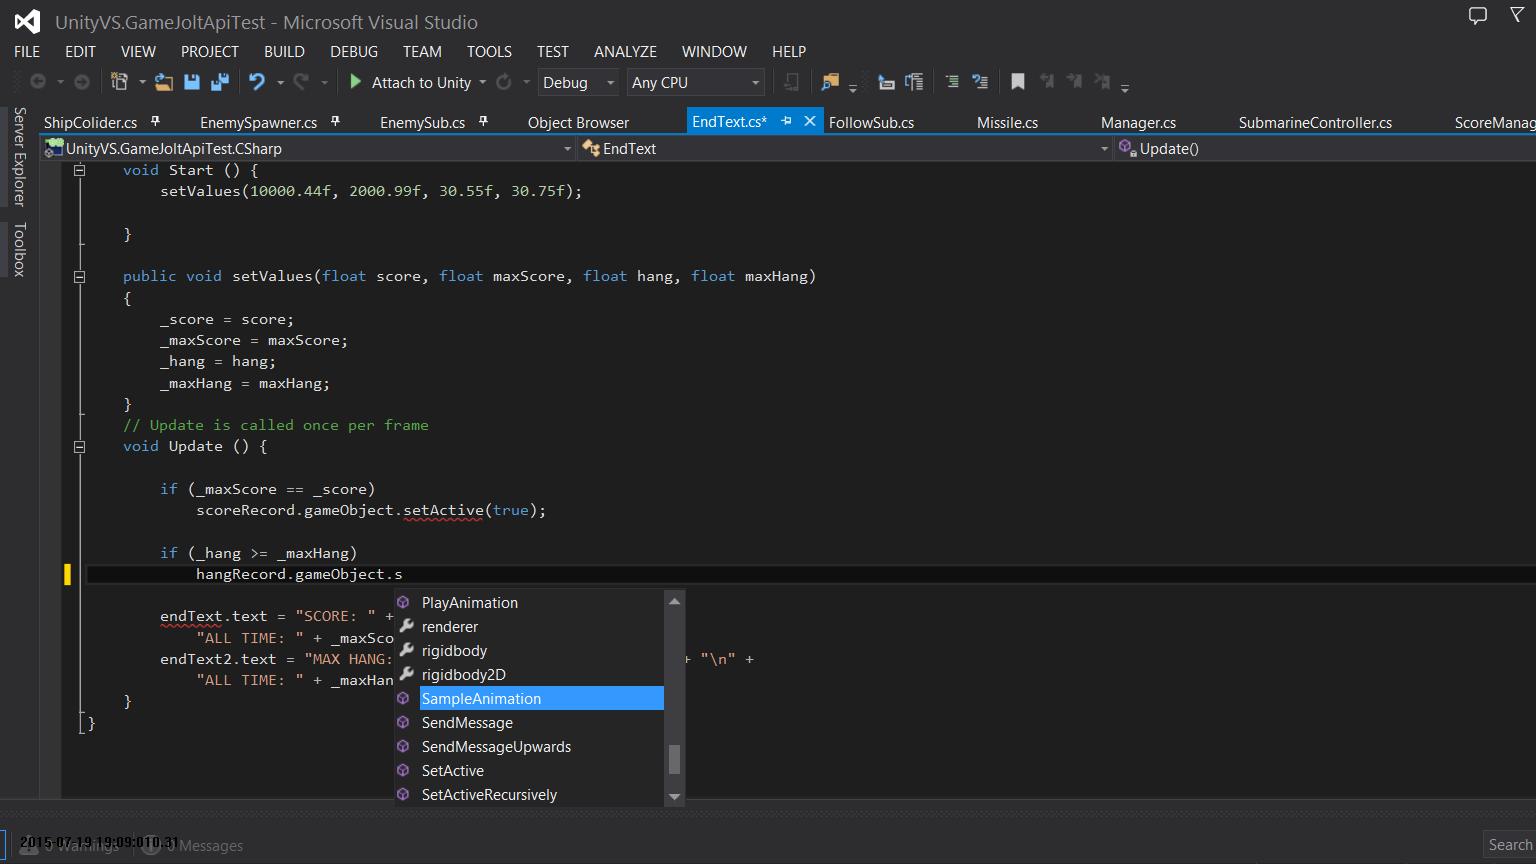 UnityVS.GameJoltApiTest - Microsoft Visual Studio
FILE EDIT VIEW PROJECT BUILD DEBUG TEAM TOOLS TEST ANALYZE WINDOW HELP
Attach to Unity Debug Any CPU
Server Explorer
Toolbox
ShipColider.cs EnemySpawner.cs EnemySub.cs Object Browser EndText.cs* FollowSub.cs Missile.cs Manager.cs SubmarineController.cs ScoreManag
UnityVS.GameJoltApiTest.CSharp EndText Update()
void Start () {
setValues(10000.44f, 2000.99f, 30.55f, 30.75f);
}
public void setValues(float score, float maxScore, float hang, float maxHang)
{
_score = score;
_maxScore = maxScore;
_hang = hang;
_maxHang = maxHang;
}
// Update is called once per frame
void Update () {
if (_maxScore == _score)
scoreRecord.gameObject.setActive(true);
if (_hang >= _maxHang)
hangRecord.gameObject.s
endText.text = "SCORE: " +
"ALL TIME: " + _maxSco
endText2.text = "MAX HANG: + "\n" +
"ALL TIME: " + _maxHan
}
}
PlayAnimation
renderer
rigidbody
rigidbody2D
SampleAnimation
SendMessage
SendMessageUpwards
SetActive
SetActiveRecursively
2015-07-19 19:09:010.31
0 Warnings 0 Messages
Search